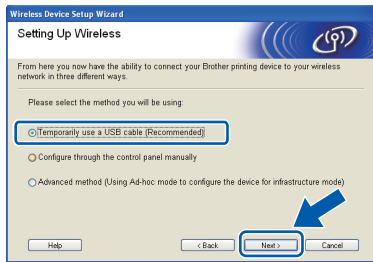 Wireless Device Setup Wizard
Setting Up Wireless
From here you now have the ability to connect your Brother printing device to your wireless
network in three different ways.
Please select the method you will be using:
Temporarily use a USB cable (Recommended)
Configure through the control panel manually
Advanced method (Using Ad-hoc mode to configure the device for infrastructure mode)
Help
< Back
Next >
Cancel